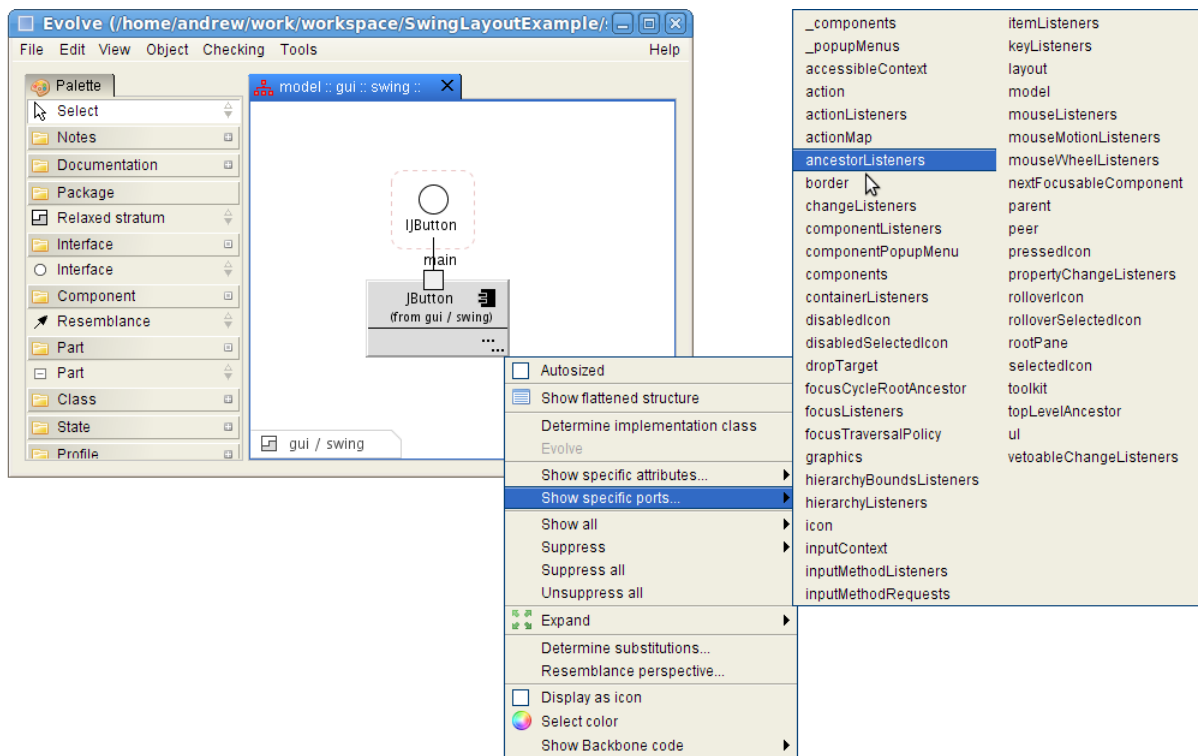 Evolve (/home/andrew/work/workspace/SwingLayoutExample/
File Edit View Object Checking Tools Help
Palette
Select
Notes
Documentation
Package
Relaxed stratum
Interface
Interface
Component
Resemblance
Part
Part
Class
State
Profile
model :: gui :: swing ::
IJButton
main
JButton
(from gui / swing)
...
...
gui / swing
Autosized
Show flattened structure
Determine implementation class
Evolve
Show specific attributes...
Show specific ports...
Show all
Suppress
Suppress all
Unsuppress all
Expand
Determine substitutions...
Resemblance perspective...
Display as icon
Select color
Show Backbone code
_components
_popupMenus
accessibleContext
action
actionListeners
actionMap
ancestorListeners
border
changeListeners
componentListeners
componentPopupMenu
components
containerListeners
disabledIcon
disabledSelectedIcon
dropTarget
focusCycleRootAncestor
focusListeners
focusTraversalPolicy
graphics
hierarchyBoundsListeners
hierarchyListeners
icon
inputContext
inputMethodListeners
inputMethodRequests
itemListeners
keyListeners
layout
model
mouseListeners
mouseMotionListeners
mouseWheelListeners
nextFocusableComponent
parent
peer
pressedIcon
propertyChangeListeners
rolloverIcon
rolloverSelectedIcon
rootPane
selectedIcon
toolkit
topLevelAncestor
ui
vetoableChangeListeners